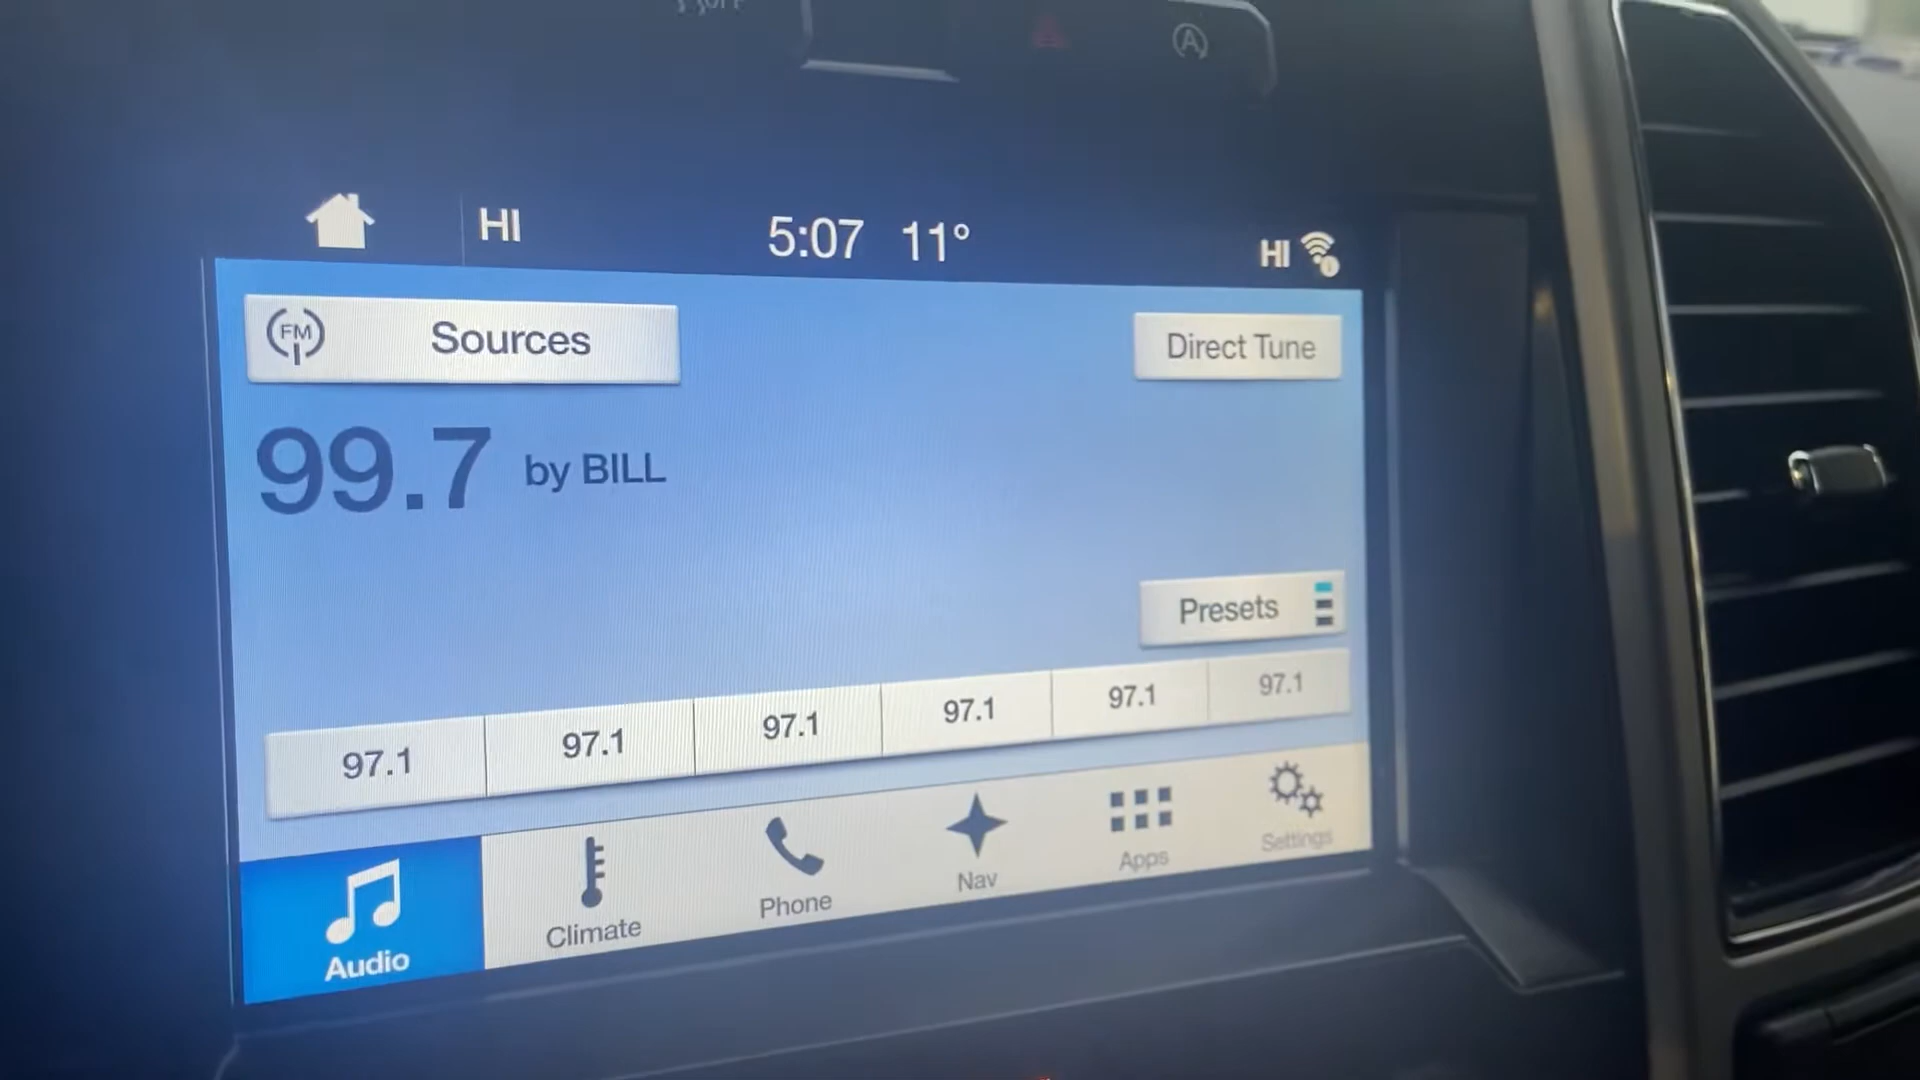 HI 5:07 11° HI
FM Sources Direct Tune
99.7 by BILL
Presets
97.1 97.1 97.1 97.1 97.1 97.1
Audio Climate Phone Nav Apps Settings
A